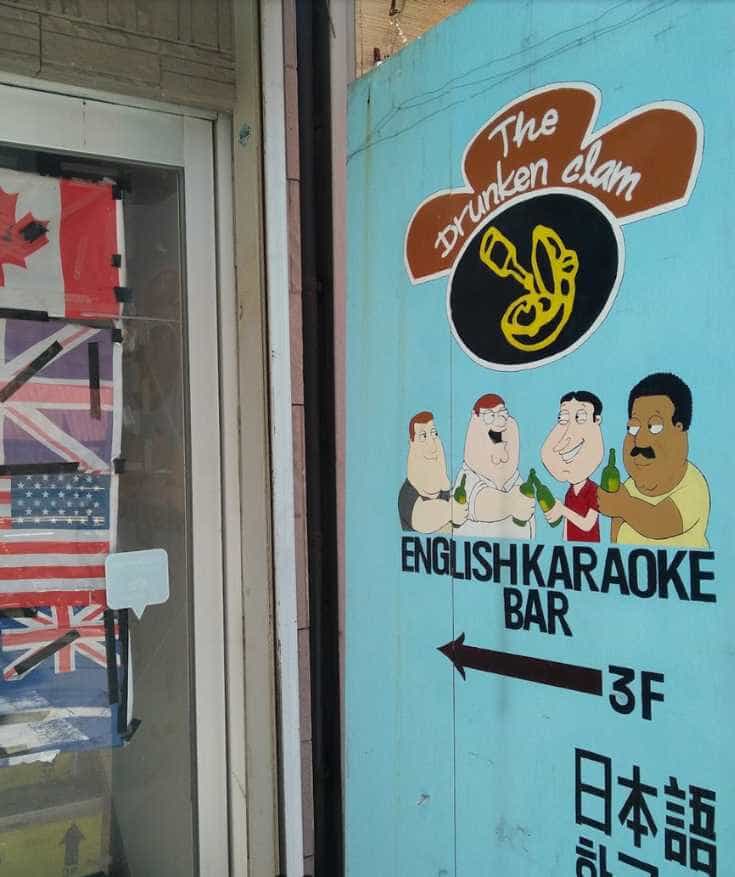 The
Drunken clam
ENGLISH KARAOKE
BAR
3F
日本語